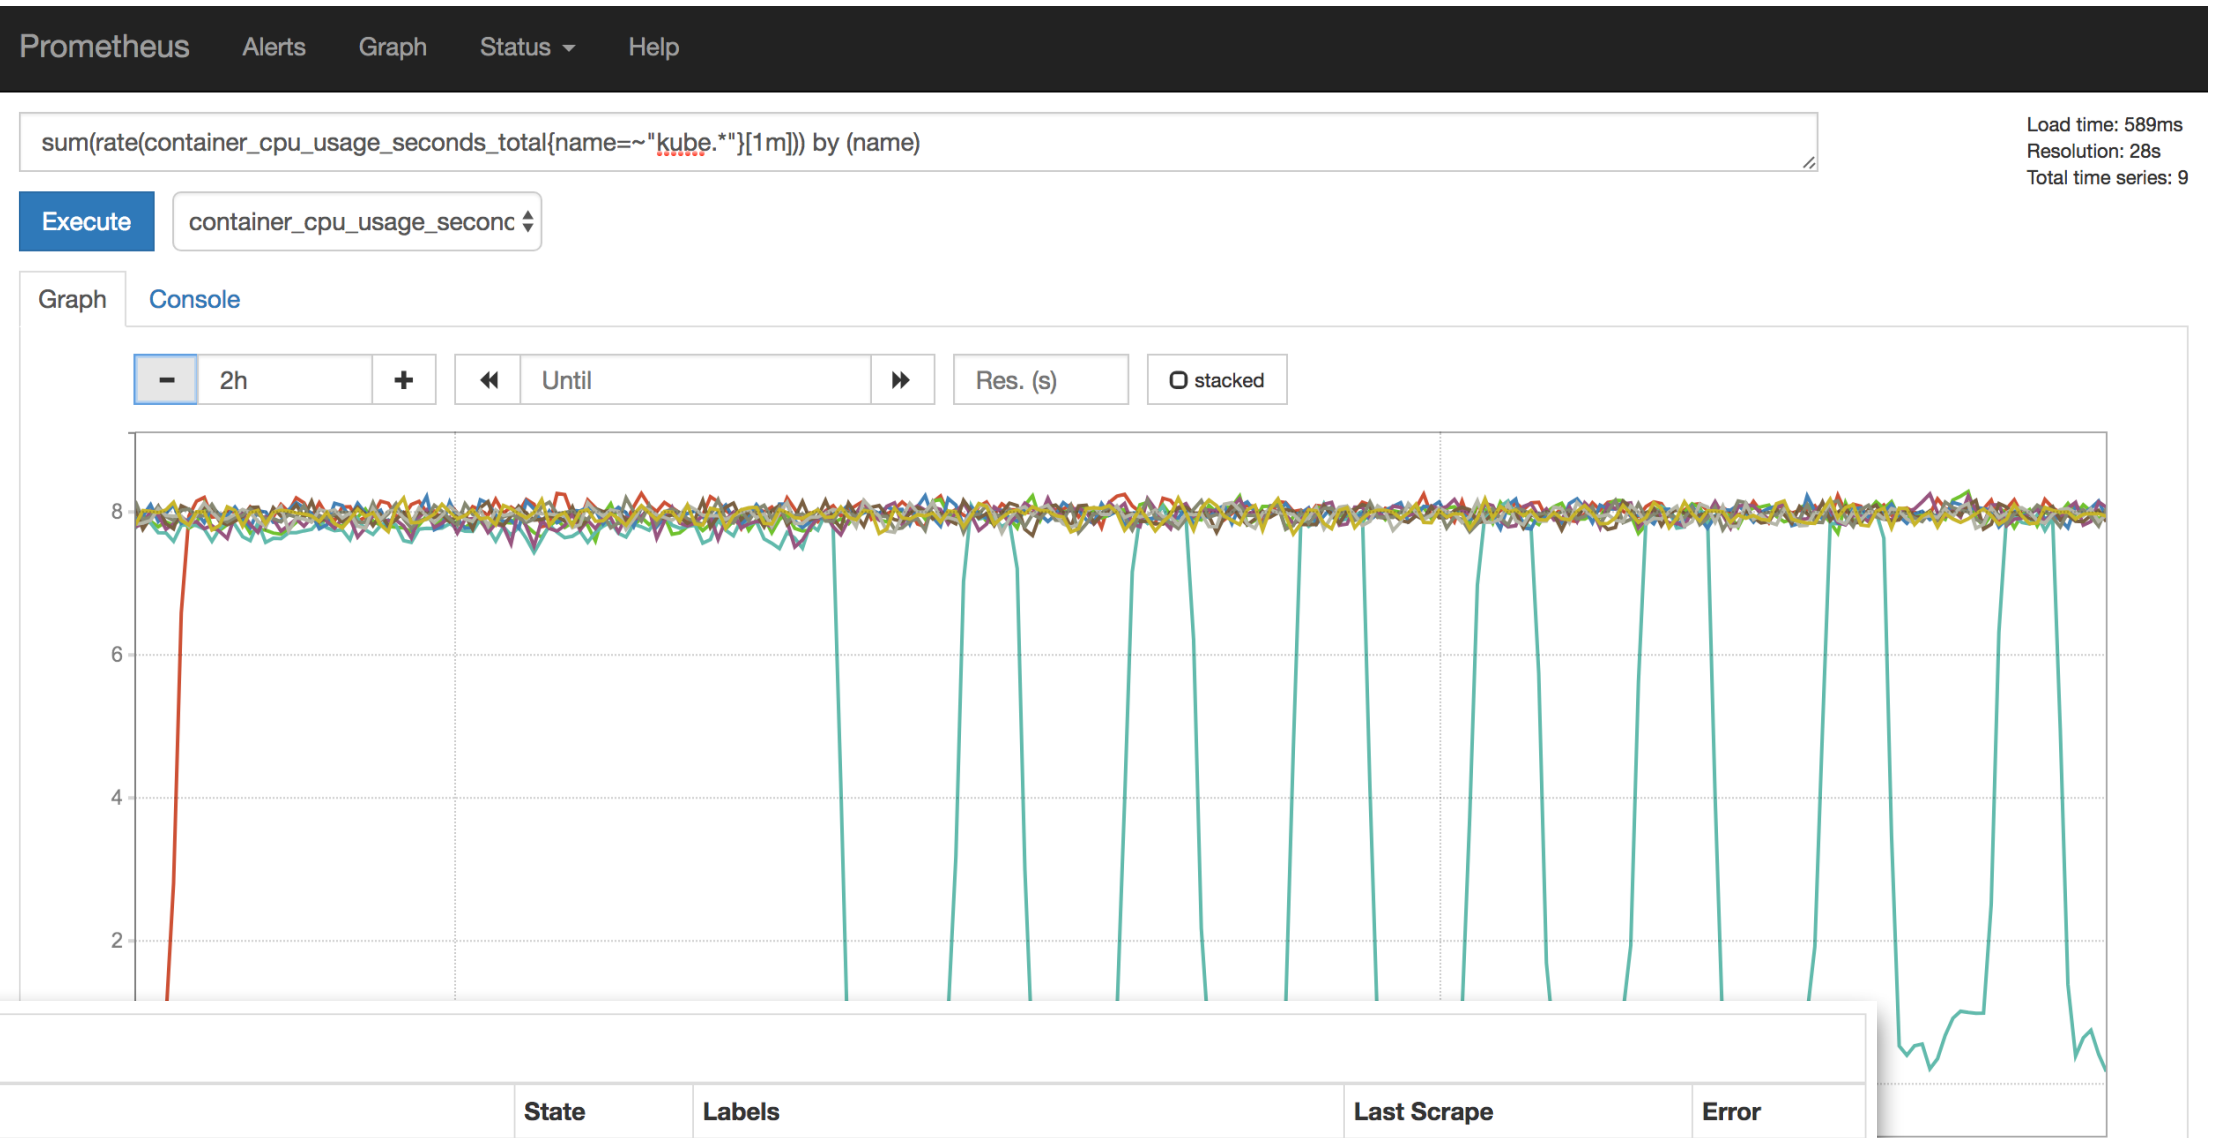 Prometheus Alerts Graph Status Help
sum(rate(container_cpu_usage_seconds_total{name=~"kube.*"}[1m])) by (name)
Load time: 589ms
Resolution: 28s
Total time series: 9
Execute container_cpu_usage_second
Graph Console
2h Until Res. (s) stacked
8
6
4
2
State Labels Last Scrape Error